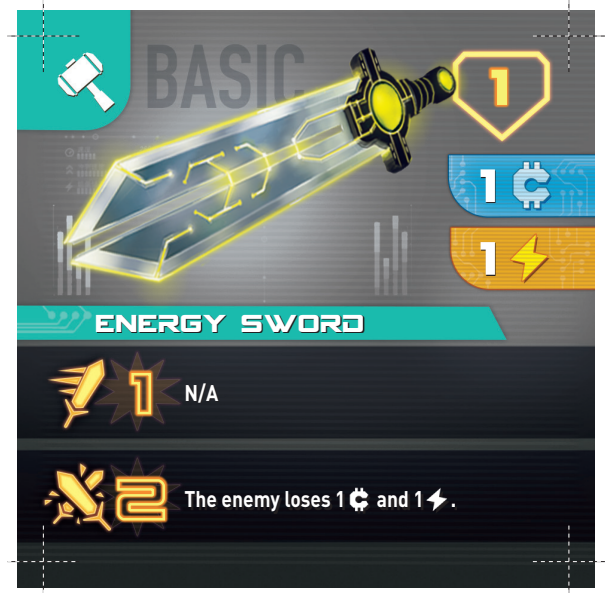 BASIC
1
1
1
ENERGY SWORD
1 N/A
2 The enemy loses 1 and 1.